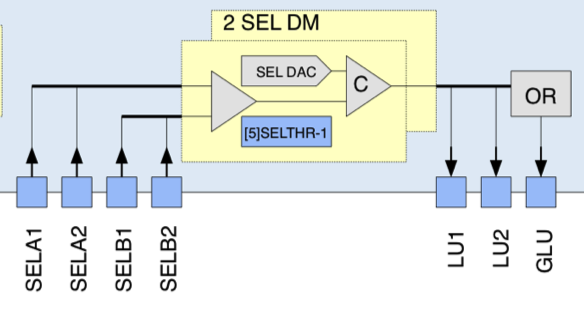 2 SEL DM
SEL DAC
C
[5]SELTHR-1
OR
SELA1
SELA2
SELB1
SELB2
LU1
LU2
GLU